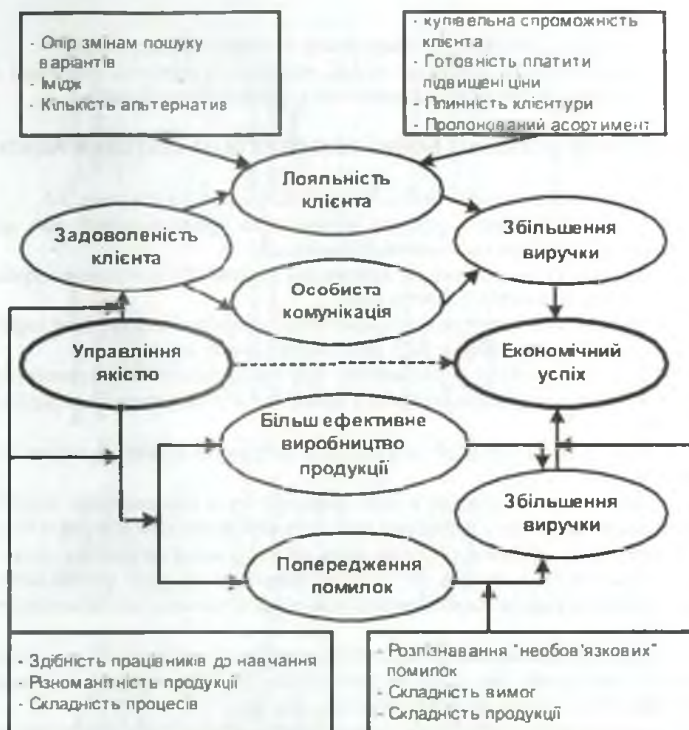 - Опір змінам пошуку
варіантів
- Імідж
- Кількість альтернатив
- купівельна спроможність
клієнта
- Готовність платити
підвищені ціни
- Плинність клієнтури
- Пропонований асортимент
Лояльність
клієнта
Задоволеність
клієнта
Збільшення
виручки
Особиста
комунікація
Управління
якістю
Економічний
успіх
Більш ефективне
виробництво
продукції
Збільшення
виручки
Попередження
помилок
- Здібність працівників до навчання
- Різноманітність продукції
- Складність процесів
- Розпізнавання "необов'язкових"
помилок
- Складність вимог
- Складність продукції